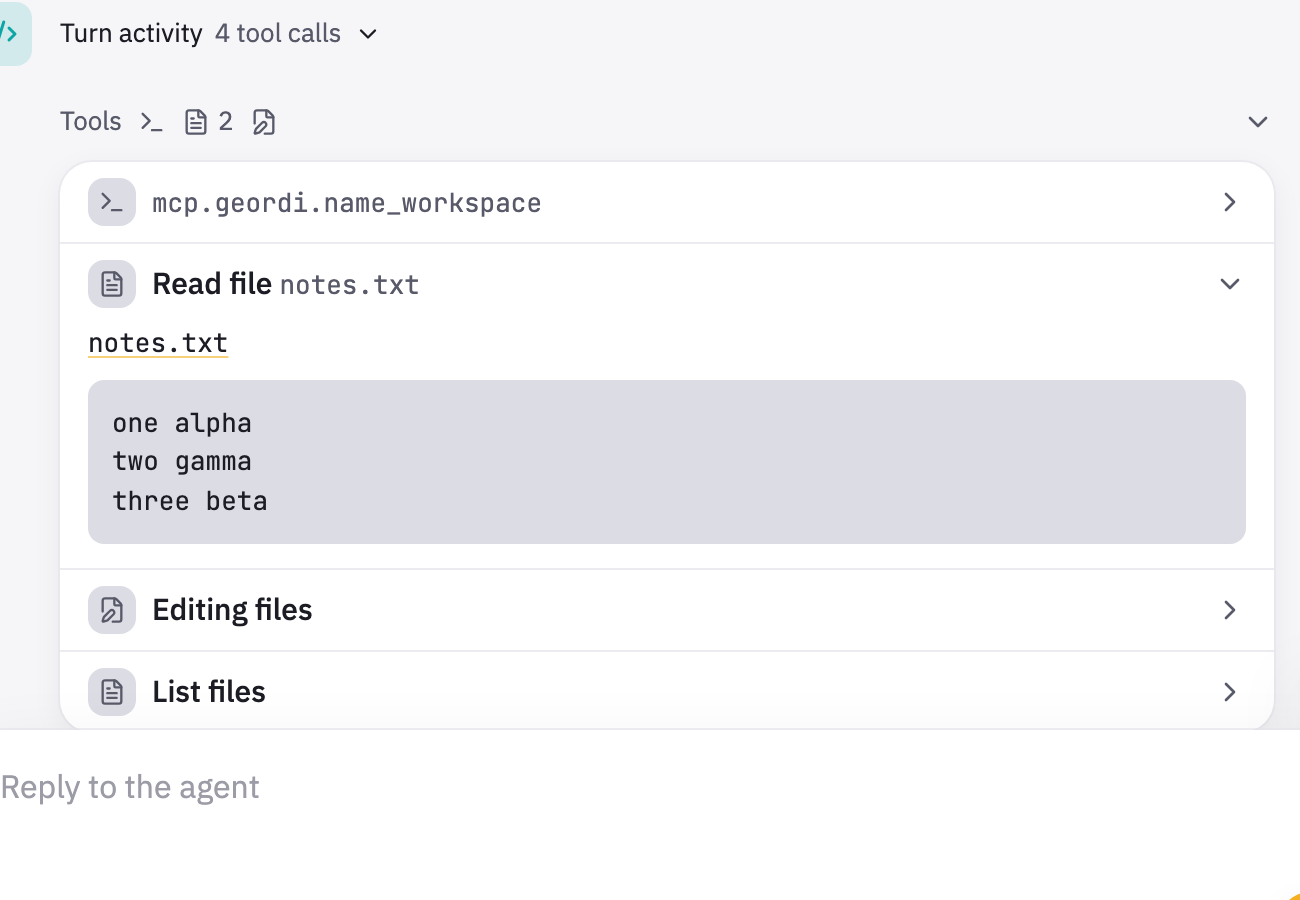 Turn activity 4 tool calls
Tools 2
mcp.geordi.name_workspace
Read file notes.txt
notes.txt
one alpha
two gamma
three beta
Editing files
List files
Reply to the agent